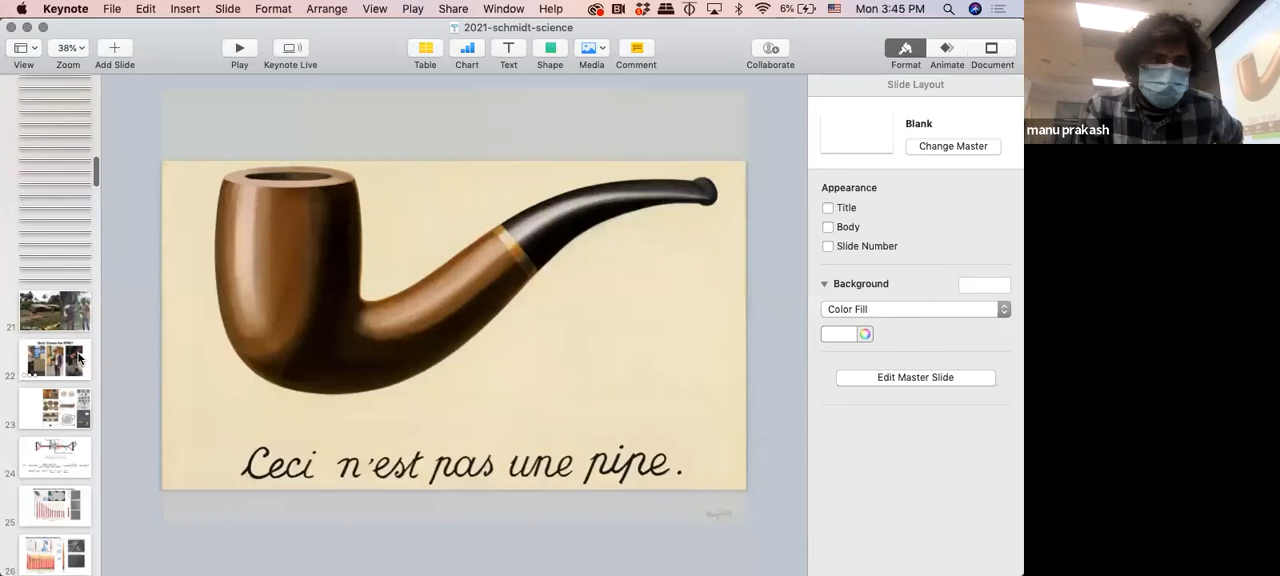 Keynote File Edit Insert Slide Format Arrange View Play Share Window Help 6% Mon 3:45 PM
2021-schmidt-science
38%
View Zoom Add Slide Play Keynote Live Table Chart Text Shape Media Comment Collaborate Format Animate Document
Slide Layout
Blank
Change Master
Appearance
Title
Body
Slide Number
Background
Color Fill
Edit Master Slide
Ceci n'est pas une pipe.
21
22
23
24
25
26
manu prakash